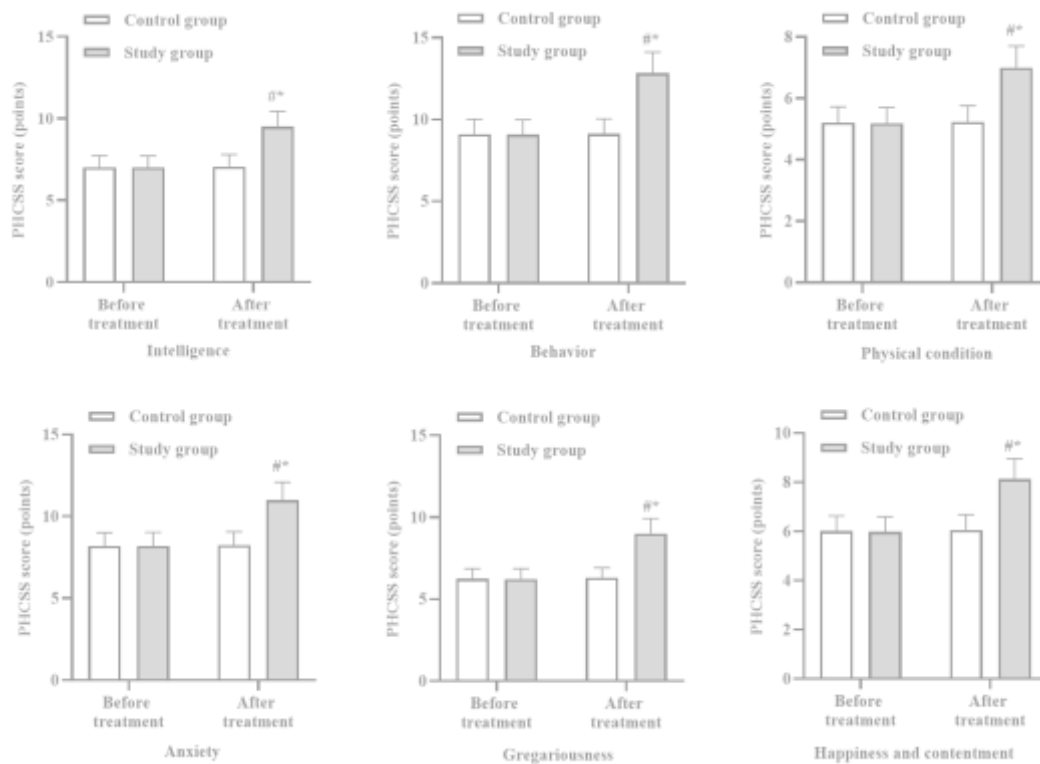 Control group
Study group
PHCSS score (points)
15
10
5
0
#*
Before treatment
After treatment
Intelligence
Control group
Study group
PHCSS score (points)
15
10
5
0
#*
Before treatment
After treatment
Behavior
Control group
Study group
PHCSS score (points)
8
6
4
2
0
#*
Before treatment
After treatment
Physical condition
Control group
Study group
PHCSS score (points)
15
10
5
0
#*
Before treatment
After treatment
Anxiety
Control group
Study group
PHCSS score (points)
15
10
5
0
#*
Before treatment
After treatment
Gregariousness
Control group
Study group
PHCSS score (points)
10
8
6
4
2
0
#*
Before treatment
After treatment
Happiness and contentment